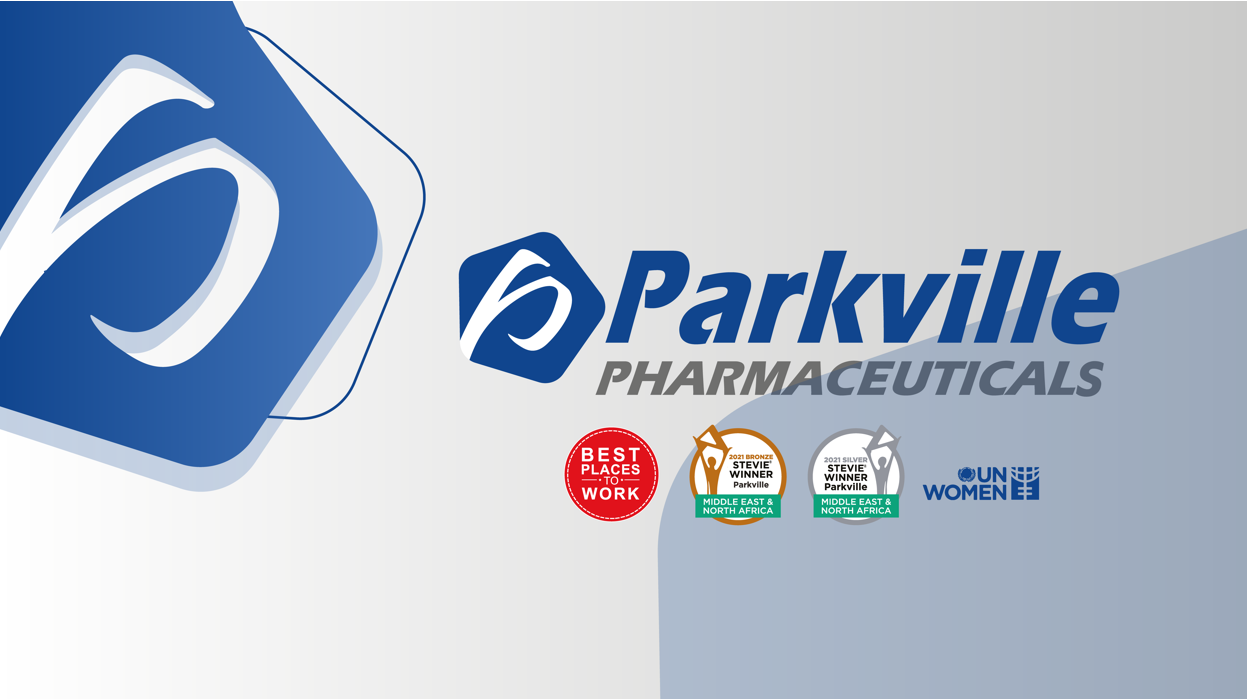 Parkville
PHARMACEUTICALS
BEST
PLACES
TO
WORK
2021 BRONZE
STEVIE® WINNER
Parkville
MIDDLE EAST &
NORTH AFRICA
2021 SILVER
STEVIE®
WINNER
Parkville
MIDDLE EAST &
NORTH AFRICA
UN
WOMEN